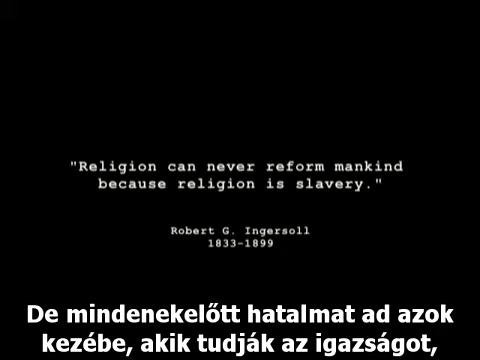 "Religion can never reform mankind
because religion is slavery."
Robert G. Ingersoll
1833-1899
De mindenekelőtt hatalmat ad azok
kezébe, akik tudják az igazságot,